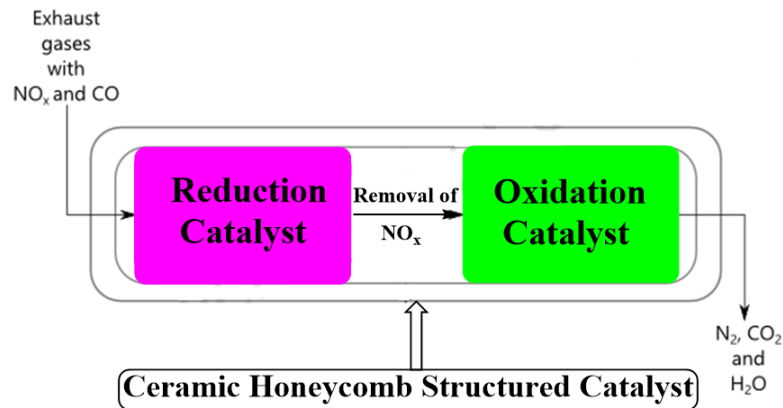 Exhaust
gases
with
NOₓ and CO
Reduction
Catalyst
Removal of
NOₓ
Oxidation
Catalyst
N₂, CO₂
and
H₂O
Ceramic Honeycomb Structured Catalyst